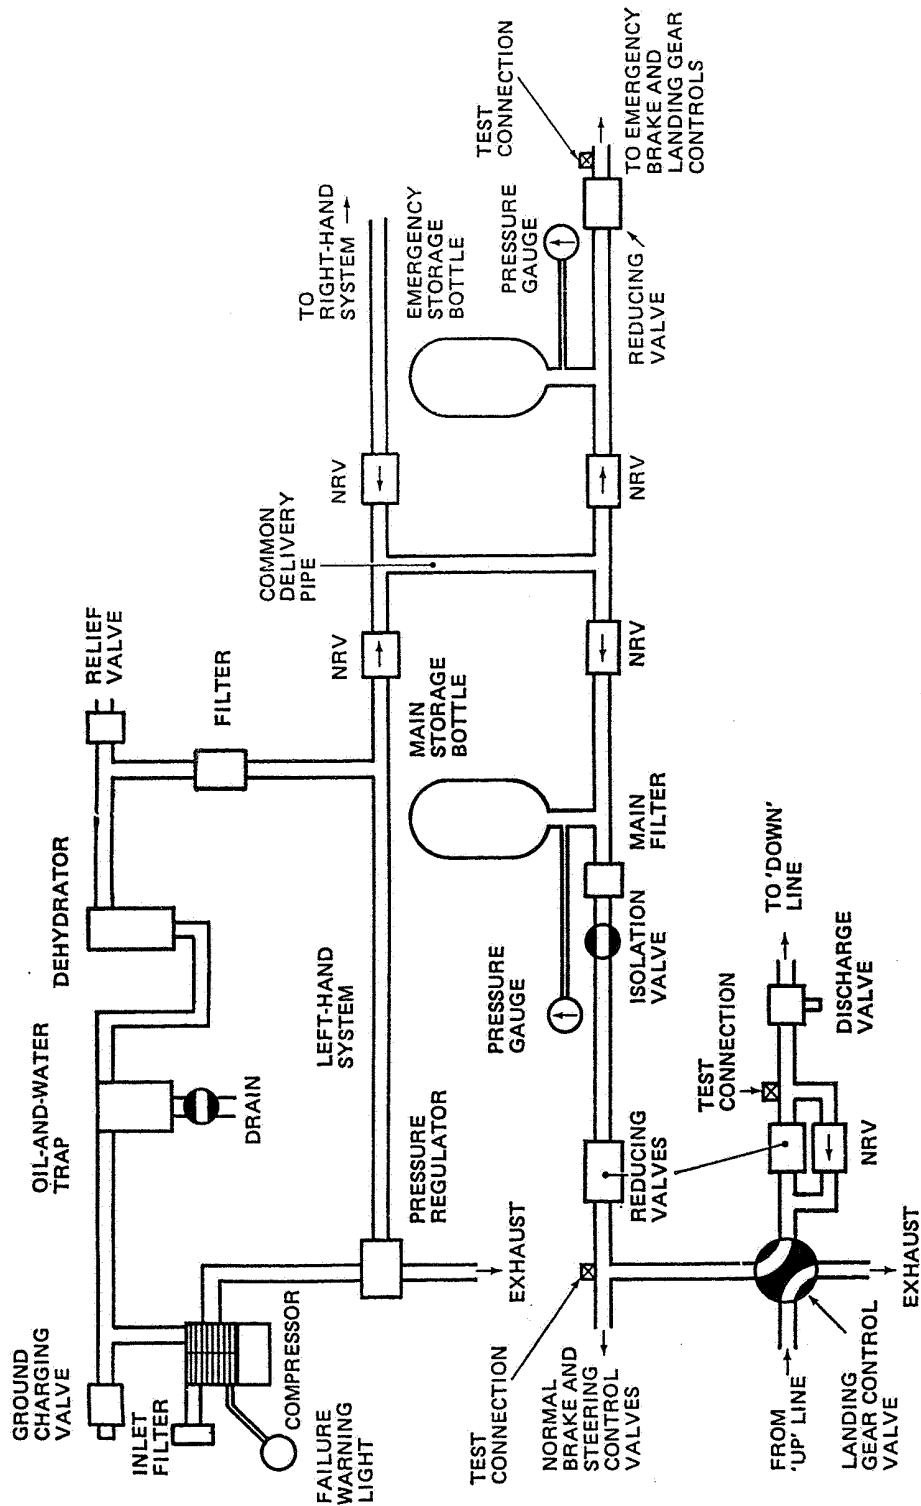 GROUND
CHARGING
VALVE
INLET
FILTER
OIL-AND-WATER
TRAP
DRAIN
DEHYDRATOR
RELIEF
VALVE
FILTER
COMPRESSOR
FAILURE
WARNING
LIGHT
PRESSURE
REGULATOR
EXHAUST
LEFT-HAND
SYSTEM
NRV
COMMON
DELIVERY
PIPE
NRV
TO
RIGHT-HAND
SYSTEM
MAIN
STORAGE
BOTTLE
EMERGENCY
STORAGE
BOTTLE
PRESSURE
GAUGE
PRESSURE
GAUGE
TEST
CONNECTION
TEST
CONNECTION
NORMAL
BRAKE AND
STEERING
CONTROL
VALVES
REDUCING
VALVES
ISOLATION
VALVE
MAIN
FILTER
NRV
NRV
REDUCING
VALVE
TO EMERGENCY
BRAKE AND
LANDING GEAR
CONTROLS
TEST
CONNECTION
TO 'DOWN'
LINE
FROM
'UP' LINE
LANDING
GEAR CONTROL
VALVE
EXHAUST
NRV
DISCHARGE
VALVE